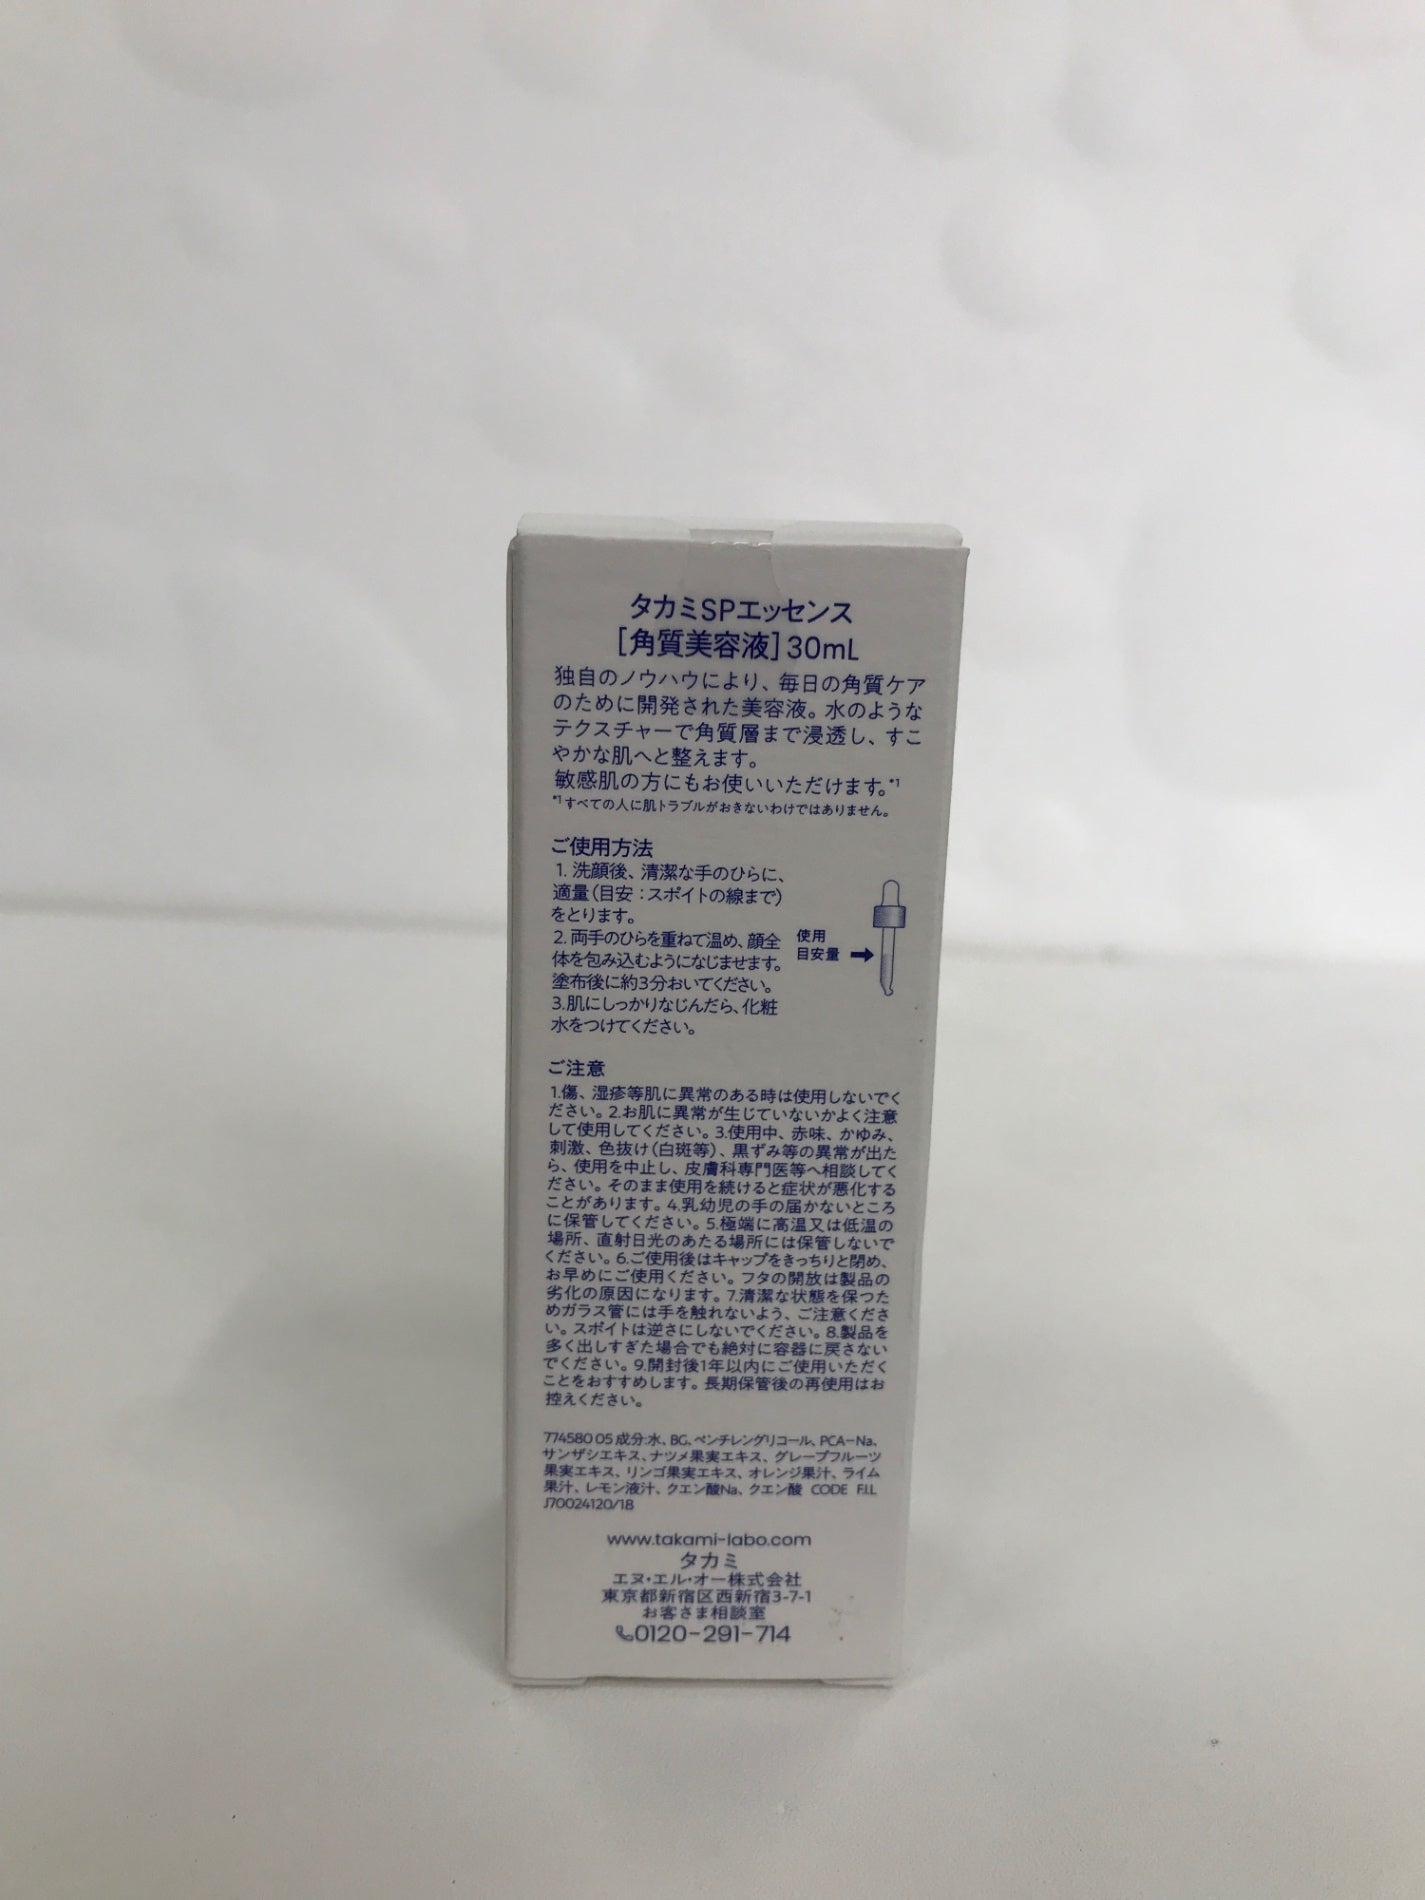 タカミSPエッセンス
[角質美容液]30mL
独自のノウハウにより、毎日の角質ケア
のために開発された美容液。水のような
テクスチャーで角質層まで浸透し、すこ
やかな肌へと整えます。
敏感肌の方にもお使いいただけます。*1
*1すべての人に肌トラブルがおきないわけではありません。
ご使用方法
1. 洗顔後、清潔な手のひらに、
適量(目安:スポイトの線まで)
をとります。
2. 両手のひらを重ねて温め、顔全
体を包み込むようになじませます。
塗布後に約3分おいてください。
3.肌にしっかりなじんだら、化粧
水をつけてください。
使用
目安量
ご注意
1.傷、湿疹等肌に異常のある時は使用しないでく
ださい。2.お肌に異常が生じていないかよく注意
して使用してください。3.使用中、赤味、かゆみ、
刺激、色抜け(白斑等)、黒ずみ等の異常が出た
ら、使用を中止し、皮膚科専門医等へ相談してく
ださい。そのまま使用を続けると症状が悪化する
ことがあります。4.乳幼児の手の届かないところ
に保管してください。5.極端に高温又は低温の
場所、直射日光のあたる場所には保管しないで
ください。6.ご使用後はキャップをきっちりと閉め、
お早めにご使用ください。フタの開放は製品の
劣化の原因になります。7.清潔な状態を保つた
めガラス管には手を触れないよう、ご注意くださ
い。スポイトは逆さにしないでください。8.製品を
多く出しすぎた場合でも絶対に容器に戻さない
でください。9.開封後1年以内にご使用いただく
ことをおすすめします。長期保管後の再使用はお
控えください。
774580 05 成分:水、BG、ペンチレングリコール、PCA-Na、
サンザシエキス、ナツメ果実エキス、グレープフルーツ
果実エキス、リンゴ果実エキス、オレンジ果汁、ライム
果汁、レモン液汁、クエン酸Na、クエン酸 CODE F.I.L
J70024120/18
www.takami-labo.com
タカミ
エヌ・エル・オー株式会社
東京都新宿区西新宿3-7-1
お客さま相談室
0120-291-714